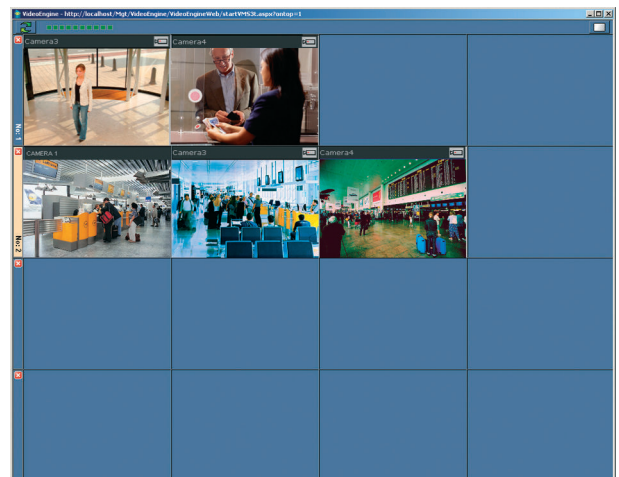 VideoEngine - http://localhost/Mgt/VideoEngine/VideoEngineWeb/startVMS3t.aspx?ontop=1
Camera3
Camera4
No: 1
CAMERA 1
Camera3
Camera4
No: 2